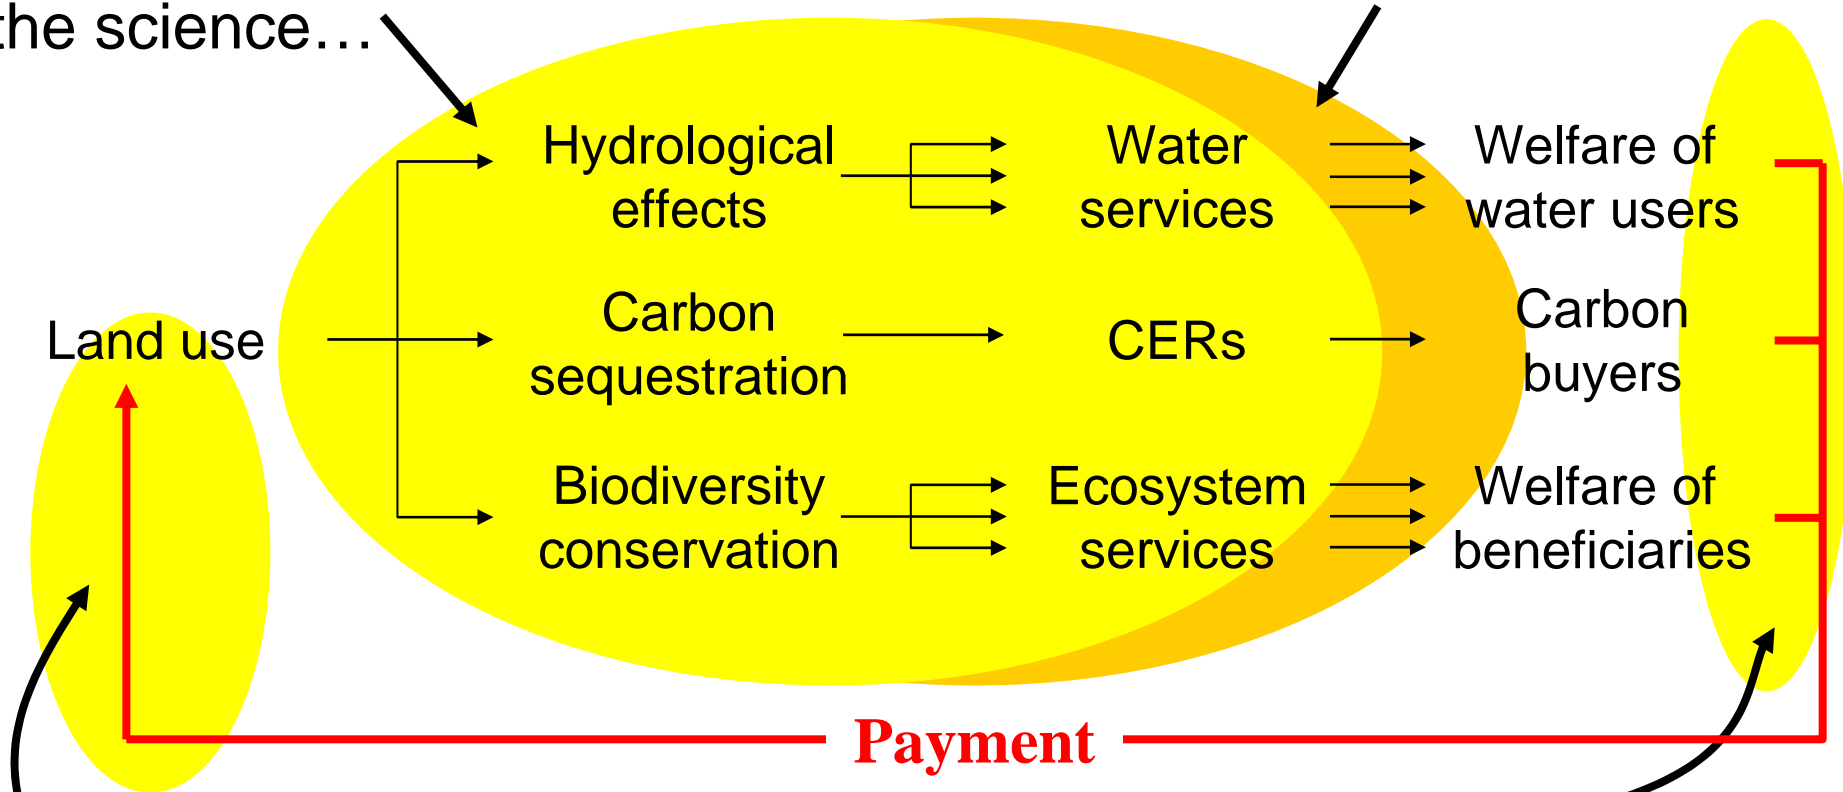 the science…
Hydrological
effects
Water
services
Welfare of
water users
Land use
Carbon
sequestration
CERs
Carbon
buyers
Biodiversity
conservation
Ecosystem
services
Welfare of
beneficiaries
Payment